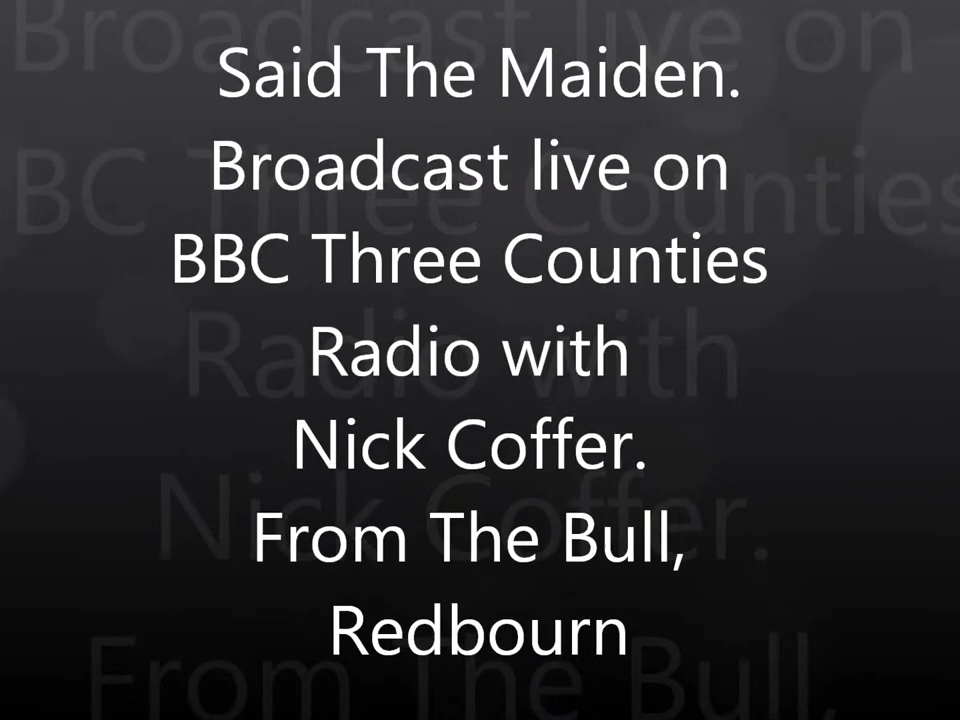 Said The Maiden.
Broadcast live on
BBC Three Counties
Radio with
Nick Coffer.
From The Bull,
Redbourn